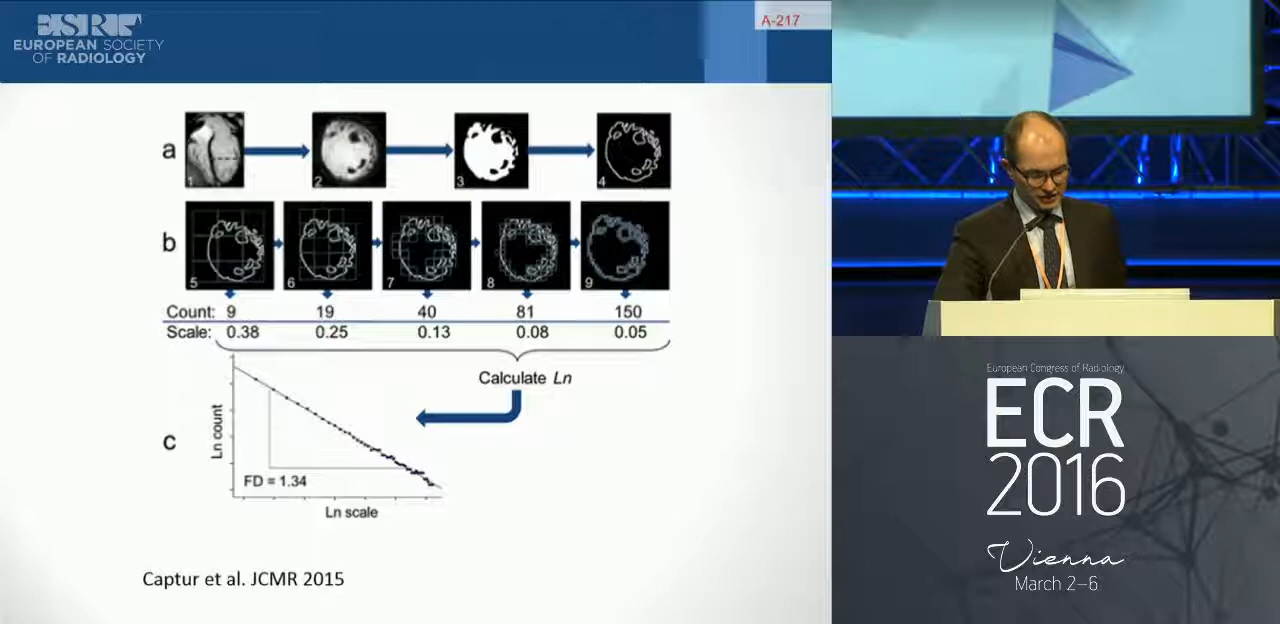 ESR
EUROPEAN SOCIETY
OF RADIOLOGY
A-217
a
1
2
3
4
b
5
6
7
8
9
Count: 9 19 40 81 150
Scale: 0.38 0.25 0.13 0.08 0.05
Calculate Ln
c
Ln count
FD = 1.34
Ln scale
Captur et al. JCMR 2015
European Congress of Radiology
ECR
2016
Vienna
March 2–6